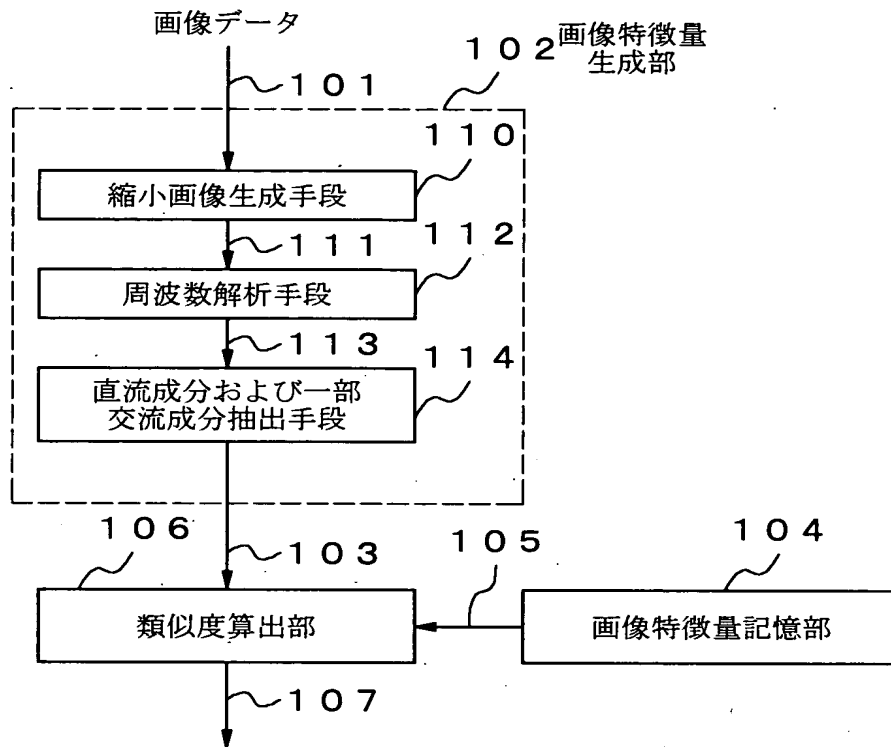 画像データ
102 画像特徴量
生成部
101
110
縮小画像生成手段
111
112
周波数解析手段
113
114
直流成分および一部
交流成分抽出手段
106
103
105
104
類似度算出部
画像特徴量記憶部
107